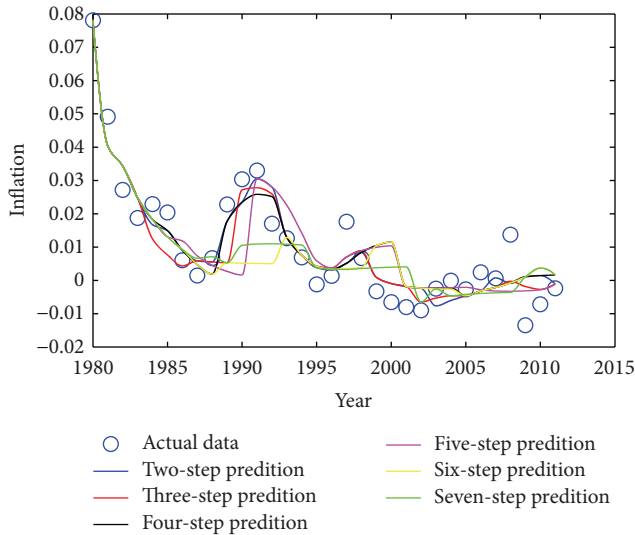 0.08
0.07
0.06
0.05
0.04
0.03
0.02
0.01
0
−0.01
−0.02
Inflation
1980 1985 1990 1995 2000 2005 2010 2015
Year
Actual data
Two-step predition
Three-step predition
Four-step predition
Five-step predition
Six-step predition
Seven-step predition